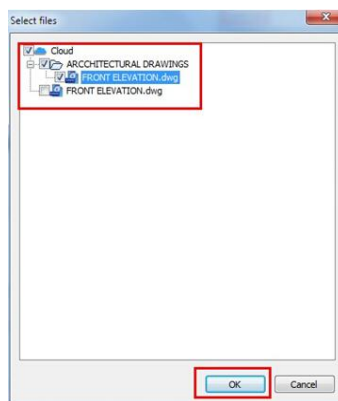 Select files
Cloud
ARCCHITECTURAL DRAWINGS
FRONT ELEVATION.dwg
FRONT ELEVATION.dwg
OK
Cancel